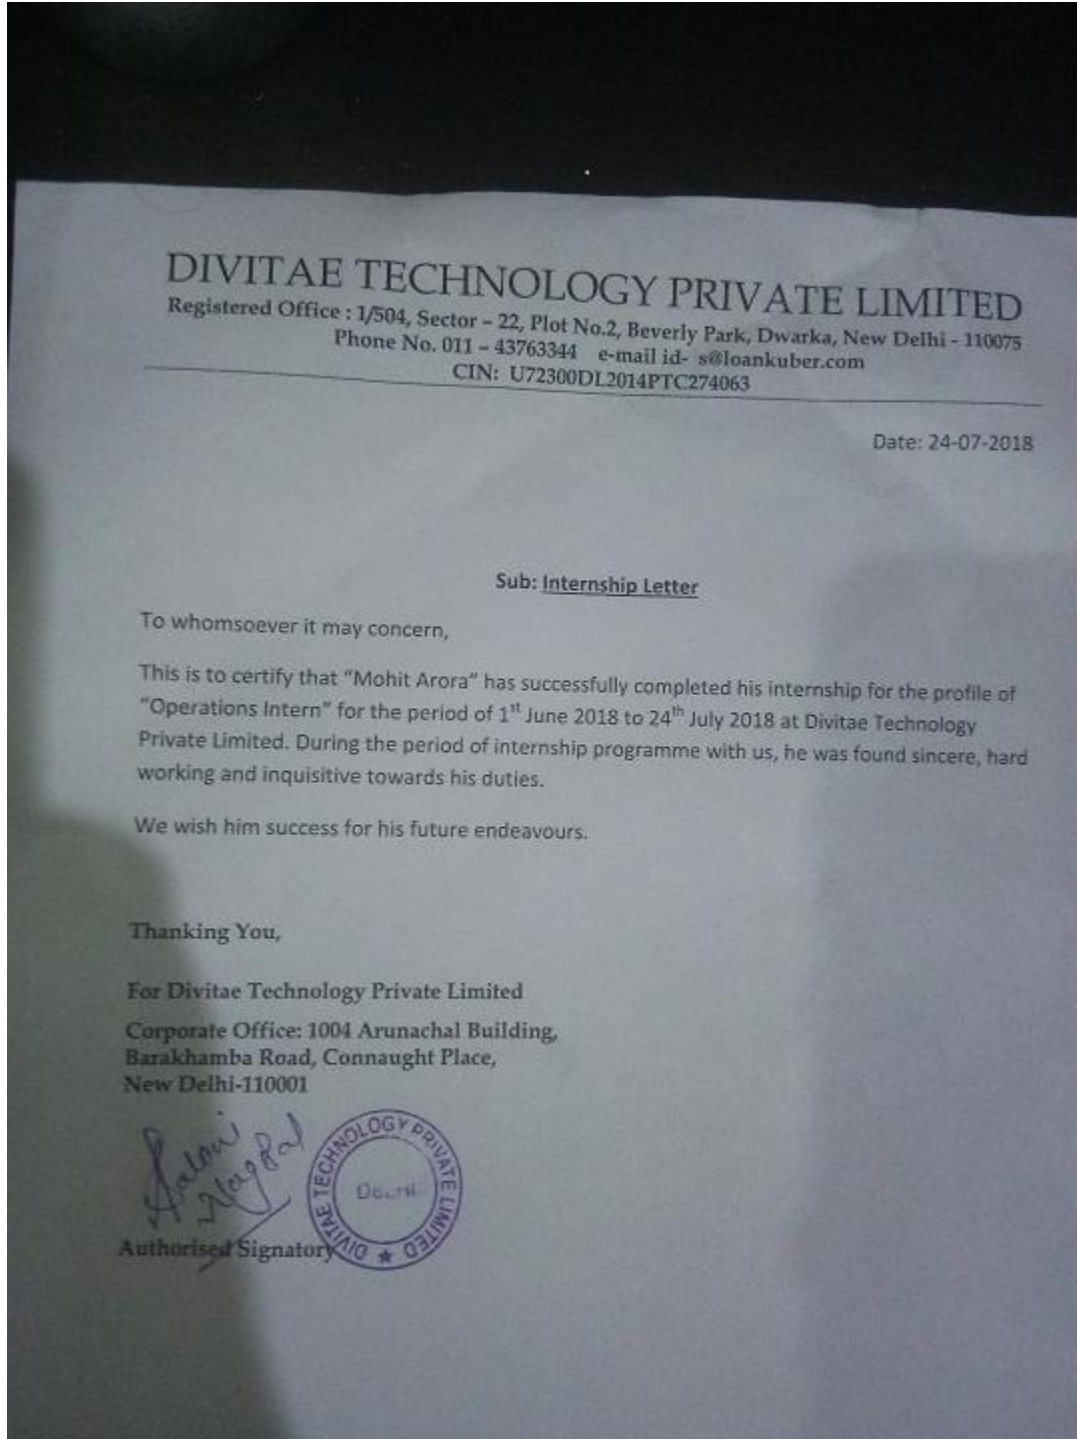 DIVITAE TECHNOLOGY PRIVATE LIMITED
Registered Office : 1/504, Sector – 22, Plot No.2, Beverly Park, Dwarka, New Delhi - 110075
Phone No. 011 – 43763344 e-mail id- s@loankuber.com
CIN: U72300DL2014PTC274063
Date: 24-07-2018
Sub: Internship Letter
To whomsoever it may concern,
This is to certify that “Mohit Arora” has successfully completed his internship for the profile of
“Operations Intern” for the period of 1st June 2018 to 24th July 2018 at Divitae Technology
Private Limited. During the period of internship programme with us, he was found sincere, hard
working and inquisitive towards his duties.
We wish him success for his future endeavours.
Thanking You,
For Divitae Technology Private Limited
Corporate Office: 1004 Arunachal Building,
Barakhamba Road, Connaught Place,
New Delhi-110001
Saloni
Nagpal
DIVITAE TECHNOLOGY PRIVATE LIMITED
DELHI
Authorised Signatory